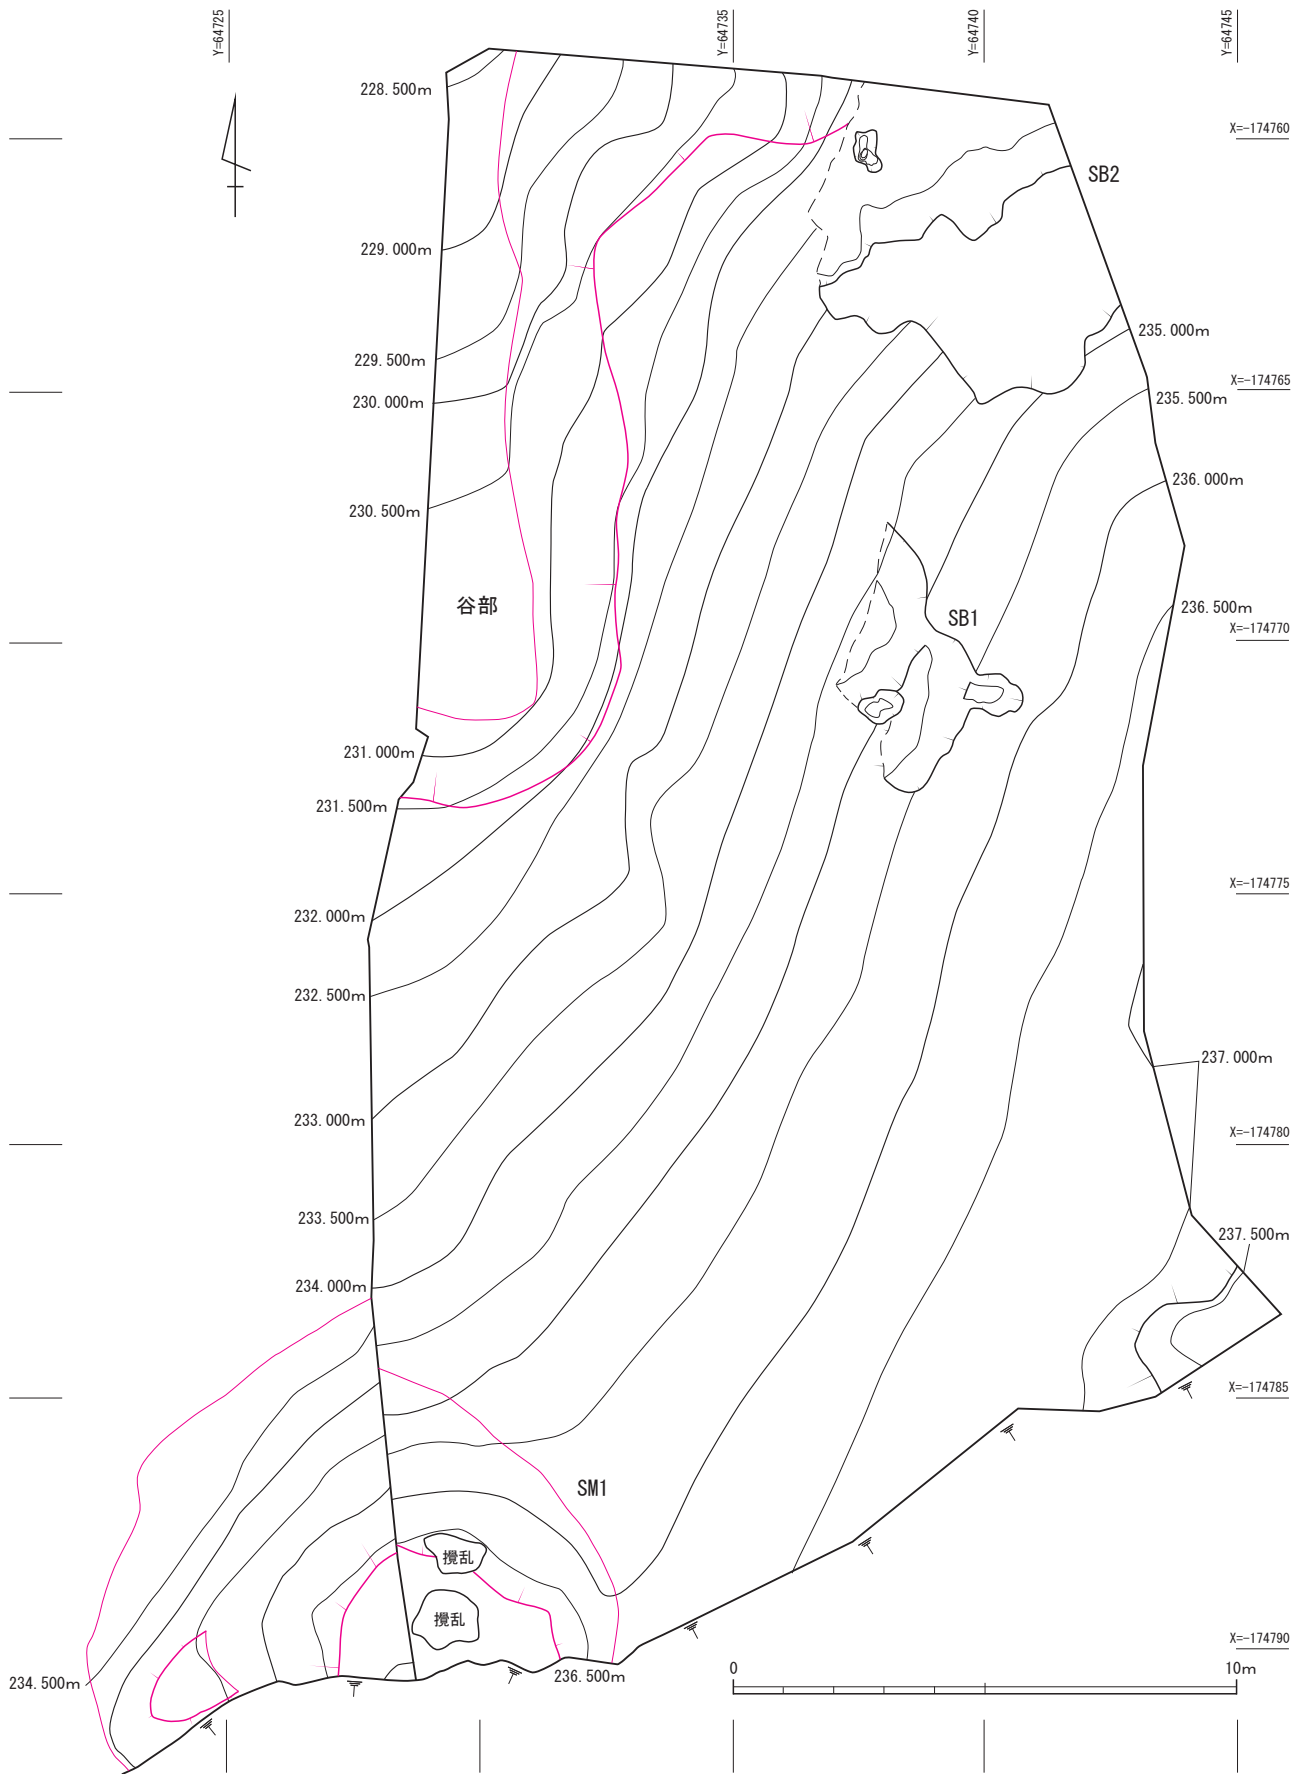 Y=64725
Y=64735
Y=64740
Y=64745
228.500m
X=-174760
SB2
229.000m
235.000m
229.500m
X=-174765
230.000m
235.500m
236.000m
230.500m
谷部
236.500m
SB1
X=-174770
231.000m
231.500m
X=-174775
232.000m
232.500m
237.000m
233.000m
X=-174780
233.500m
237.500m
234.000m
X=-174785
SM1
攪乱
攪乱
X=-174790
234.500m
236.500m
0
10m